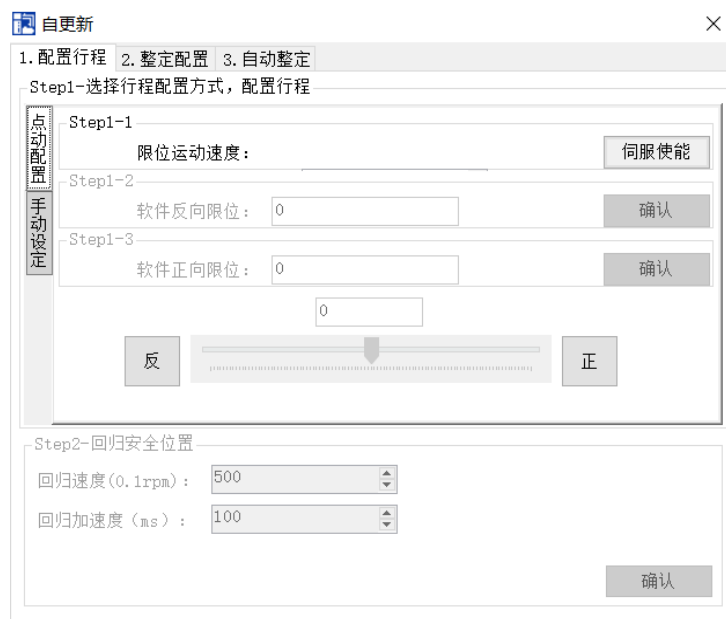 自更新
1.配置行程 2.整定配置 3.自动整定
Step1-选择行程配置方式，配置行程
点动配置
手动设定
Step1-1
限位运动速度： 伺服使能
Step1-2
软件反向限位： 0 确认
Step1-3
软件正向限位： 0 确认
0
反 正
Step2-回归安全位置
回归速度(0.1rpm)： 500
回归加速度（ms）： 100
确认